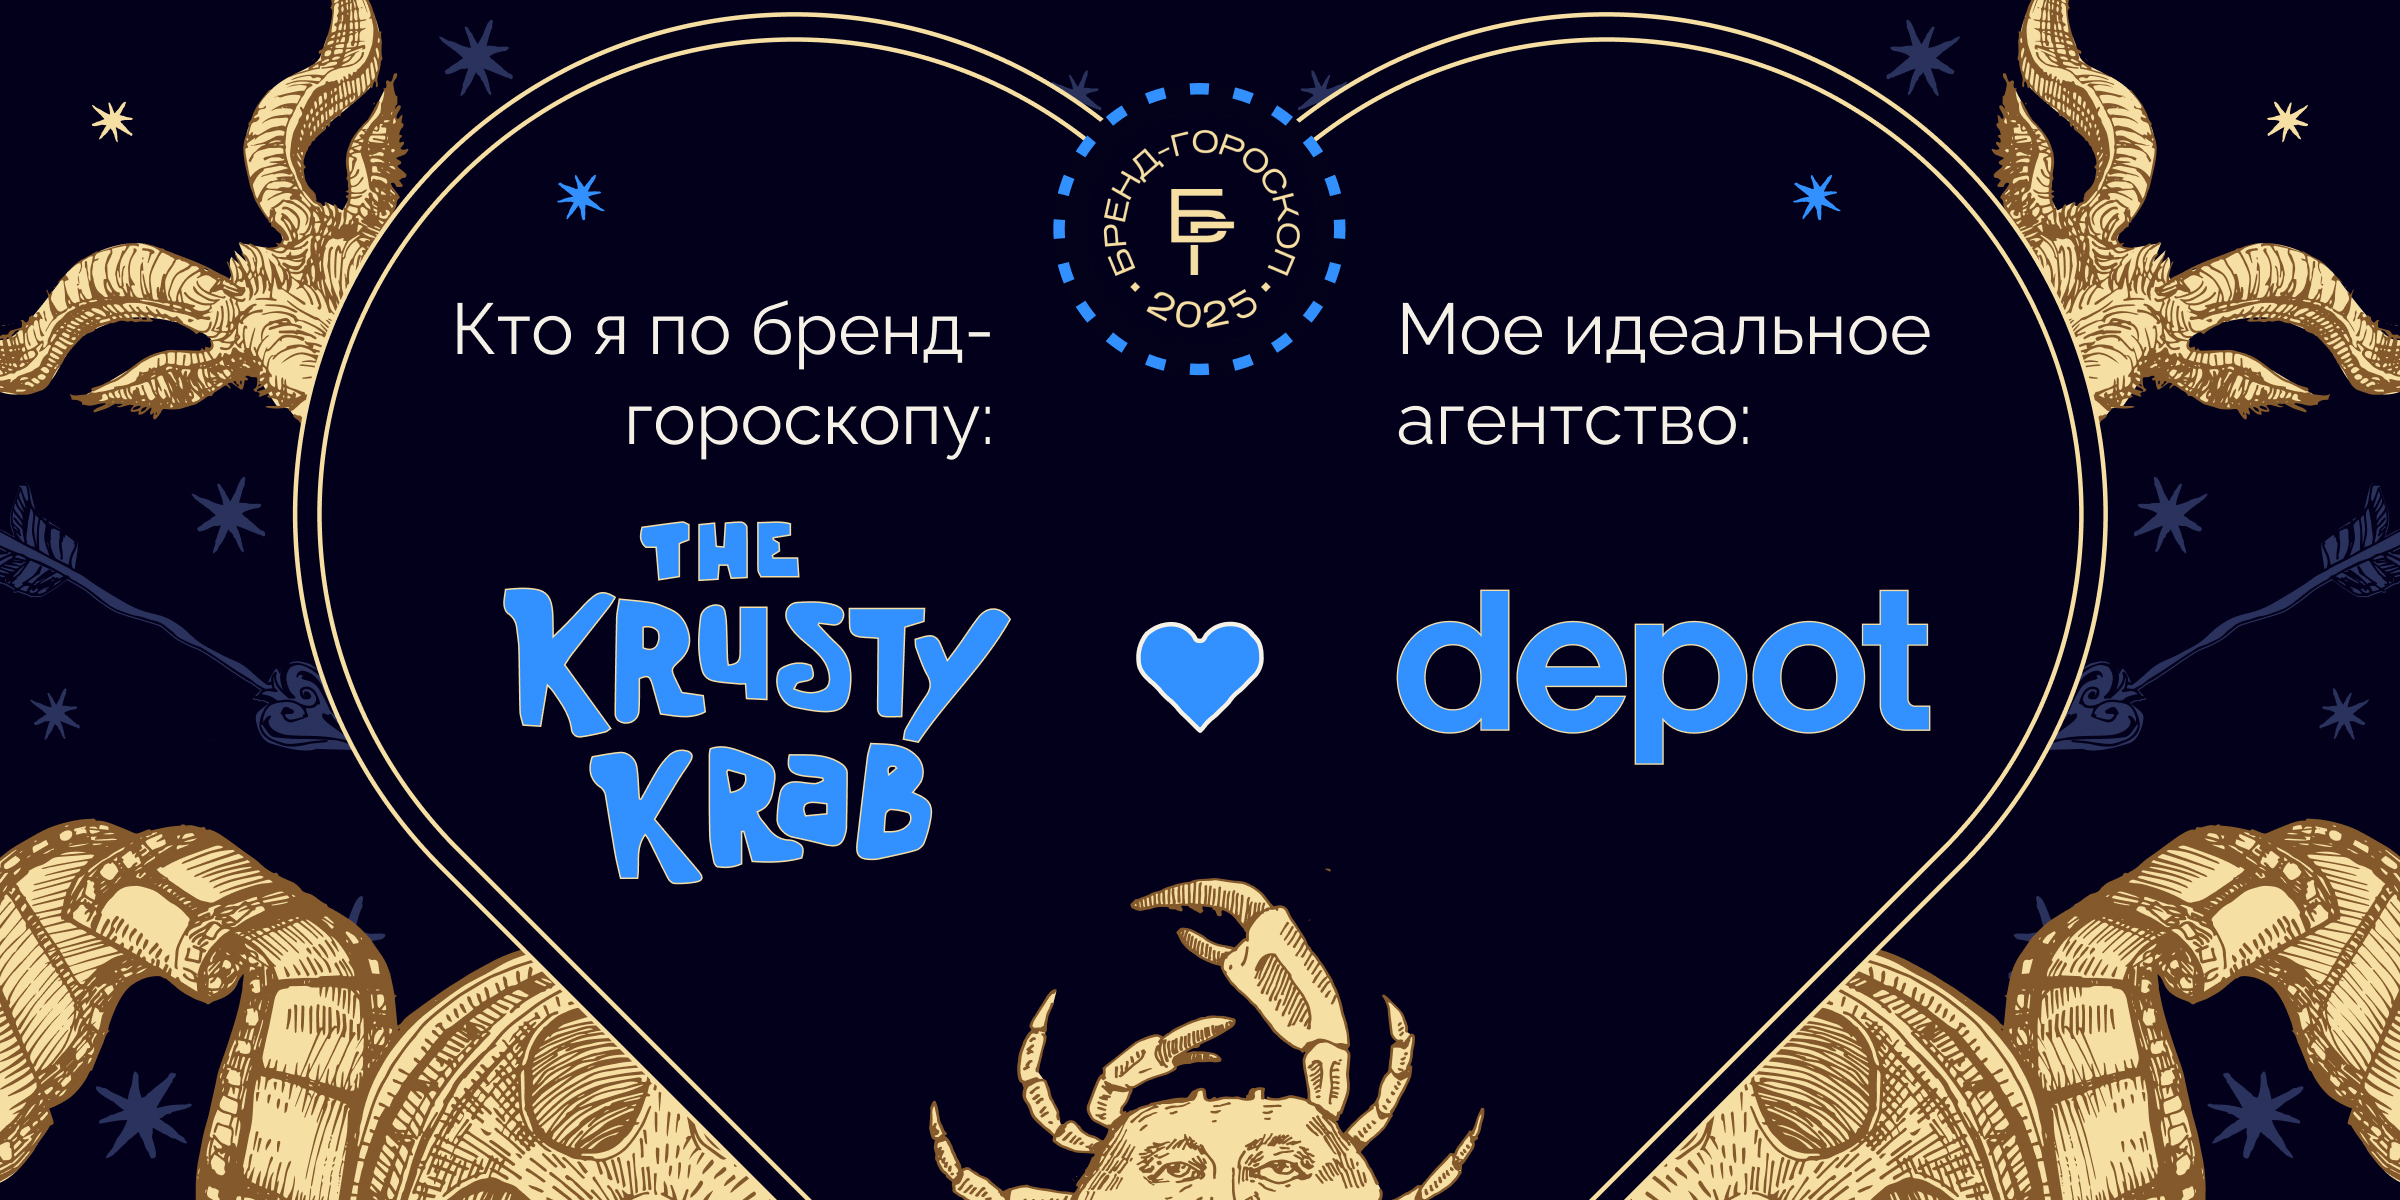 БРЕНД-ГОРОСКОП
БГ
• 2025 •
Кто я по бренд-
гороскопу:
THE
KRUSTY
KRAB
Мое идеальное
агентство:
depot